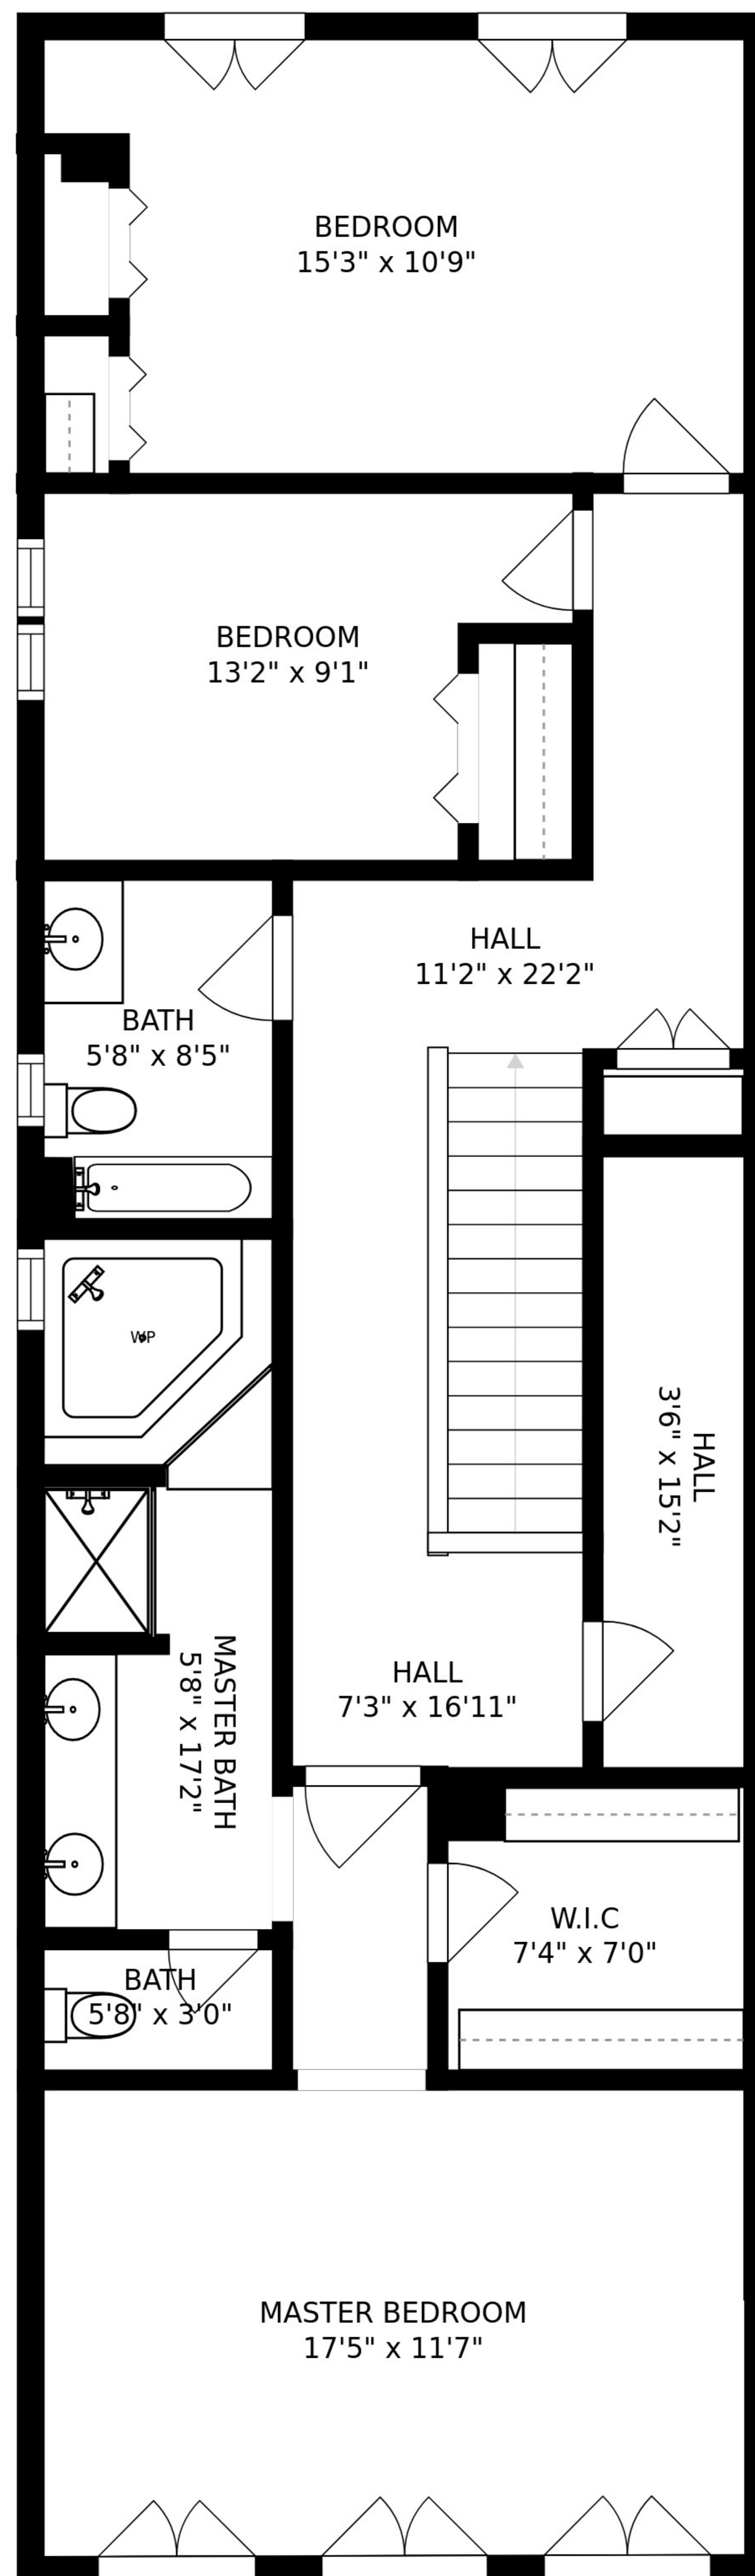 BEDROOM
15'3" x 10'9"
BEDROOM
13'2" x 9'1"
HALL
11'2" x 22'2"
BATH
5'8" x 8'5"
WP
HALL
3'6" x 15'2"
MASTER BATH
5'8" x 17'2"
HALL
7'3" x 16'11"
W.I.C
7'4" x 7'0"
BATH
5'8" x 3'0"
MASTER BEDROOM
17'5" x 11'7"